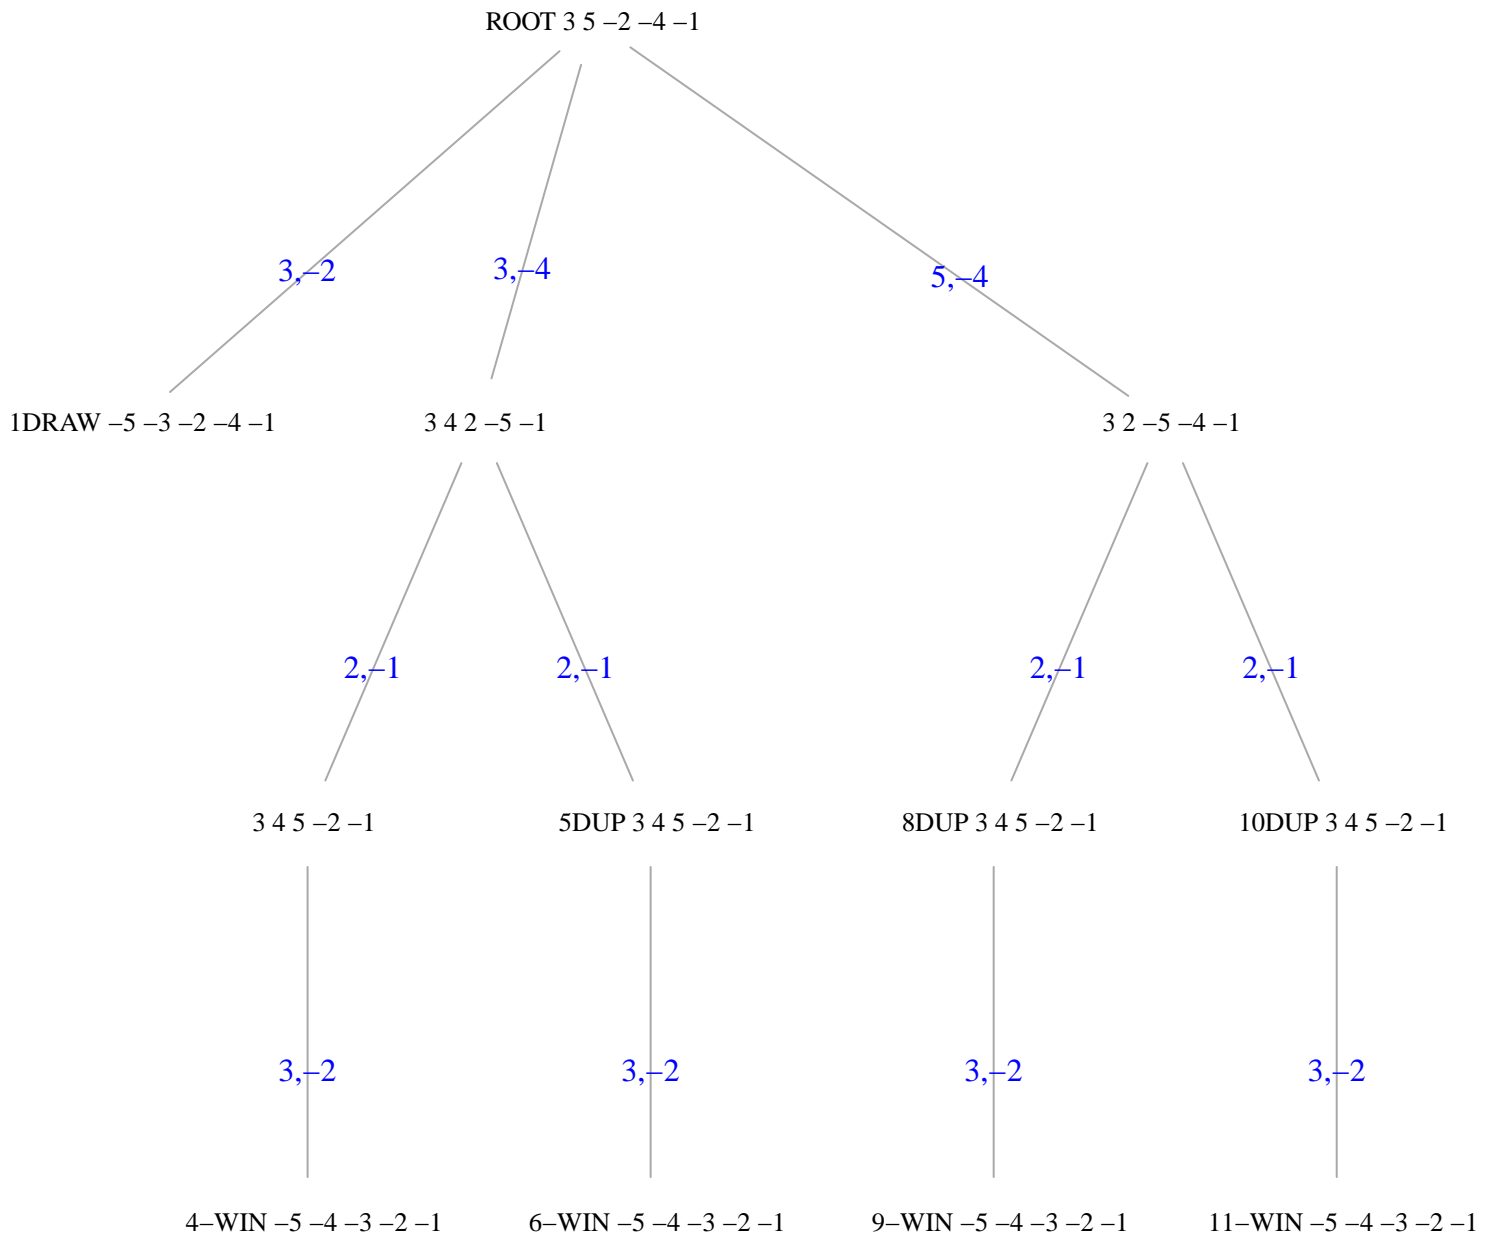 ROOT 3 5 –2 –4 –1
3,–2
3,–4
5,–4
1DRAW –5 –3 –2 –4 –1
3 4 2 –5 –1
3 2 –5 –4 –1
2,–1
2,–1
2,–1
2,–1
3 4 5 –2 –1
5DUP 3 4 5 –2 –1
8DUP 3 4 5 –2 –1
10DUP 3 4 5 –2 –1
3,–2
3,–2
3,–2
3,–2
4–WIN –5 –4 –3 –2 –1
6–WIN –5 –4 –3 –2 –1
9–WIN –5 –4 –3 –2 –1
11–WIN –5 –4 –3 –2 –1